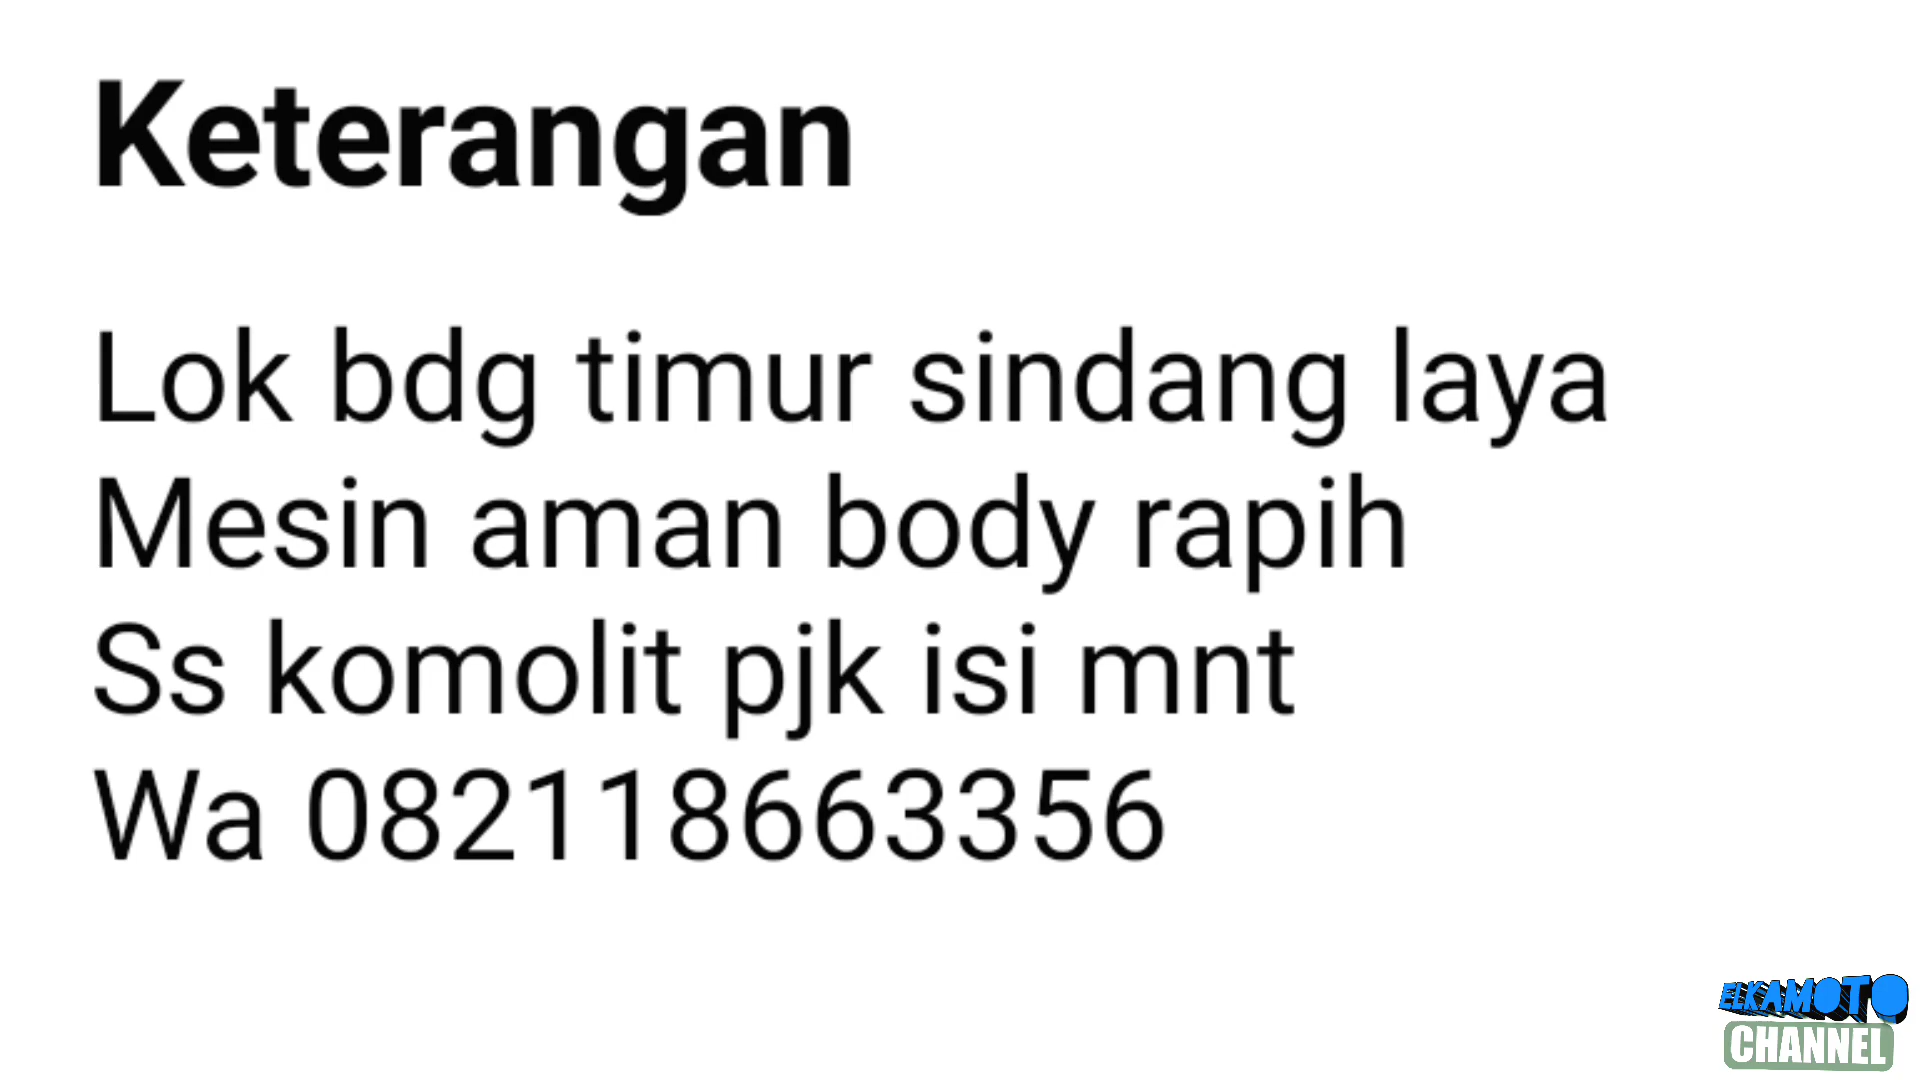 Keterangan
Lok bdg timur sindang laya
Mesin aman body rapih
Ss komolit pjk isi mnt
Wa 082118663356
ELKAMOTO
CHANNEL